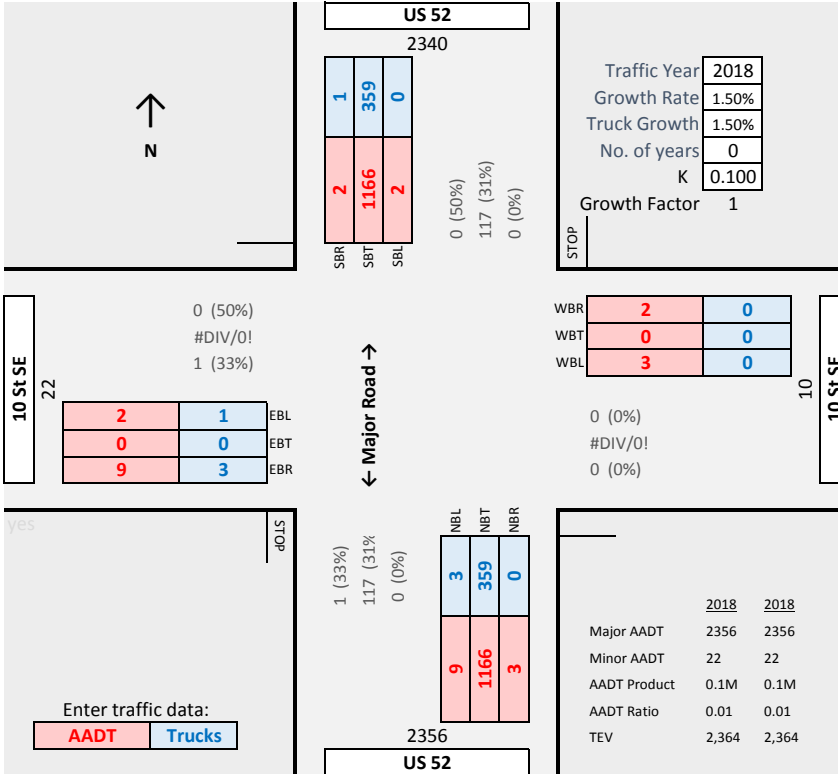 US 52
2340
1 359 0
2 1166 2
SBR SBT SBL
0 (50%)
117 (31%)
0 (0%)
↑
N
Traffic Year 2018
Growth Rate 1.50%
Truck Growth 1.50%
No. of years 0
K 0.100
Growth Factor 1
STOP
10 St SE
22
0 (50%)
#DIV/0!
1 (33%)
2 1 EBL
0 0 EBT
9 3 EBR
← Major Road →
WBR 2 0
WBT 0 0
WBL 3 0
10
10 St SE
0 (0%)
#DIV/0!
0 (0%)
yes
STOP
1 (33%)
117 (31%
0 (0%)
NBL NBT NBR
3 359 0
9 1166 3
2356
US 52
Enter traffic data:
AADT Trucks
2018 2018
Major AADT 2356 2356
Minor AADT 22 22
AADT Product 0.1M 0.1M
AADT Ratio 0.01 0.01
TEV 2,364 2,364